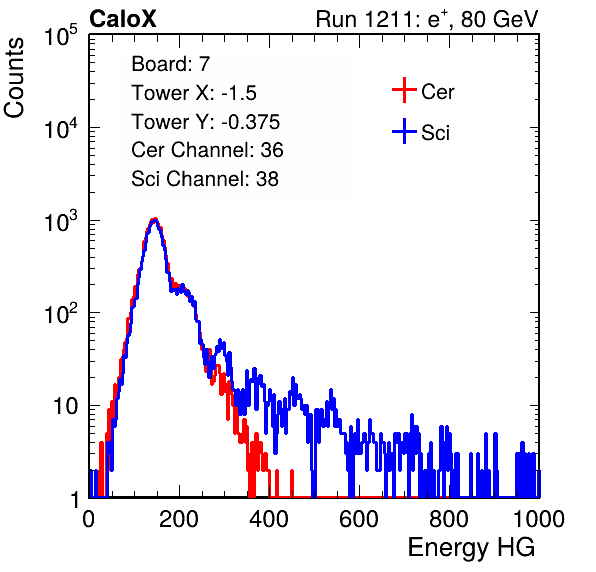 CaloX Run 1211: e⁺, 80 GeV
Counts
Board: 7
Tower X: -1.5
Tower Y: -0.375
Cer Channel: 36
Sci Channel: 38
Cer
Sci
10⁵
10⁴
10³
10²
10
1
0 200 400 600 800 1000
Energy HG